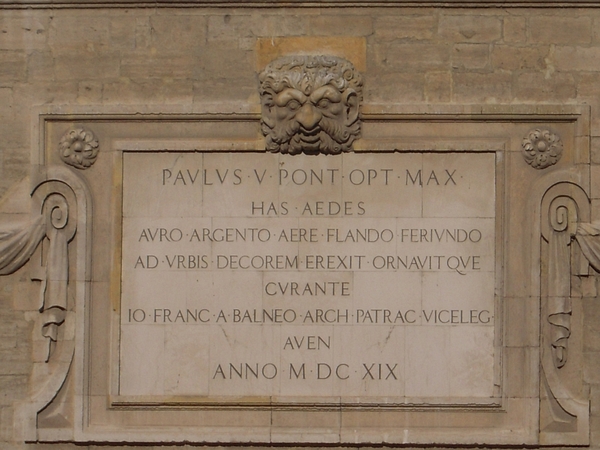 PAVLVS·V·PONT·OPT·MAX·
HAS·AEDES
AVRO·ARGENTO·AERE·FLANDO FERIVNDO
AD·VRBIS·DECOREM·EREXIT·ORNAVITQVE
CVRANTE
IO·FRANC·A·BALNEO·ARCH·PATRAC·VICELEG
AVEN
ANNO M·DC·XIX